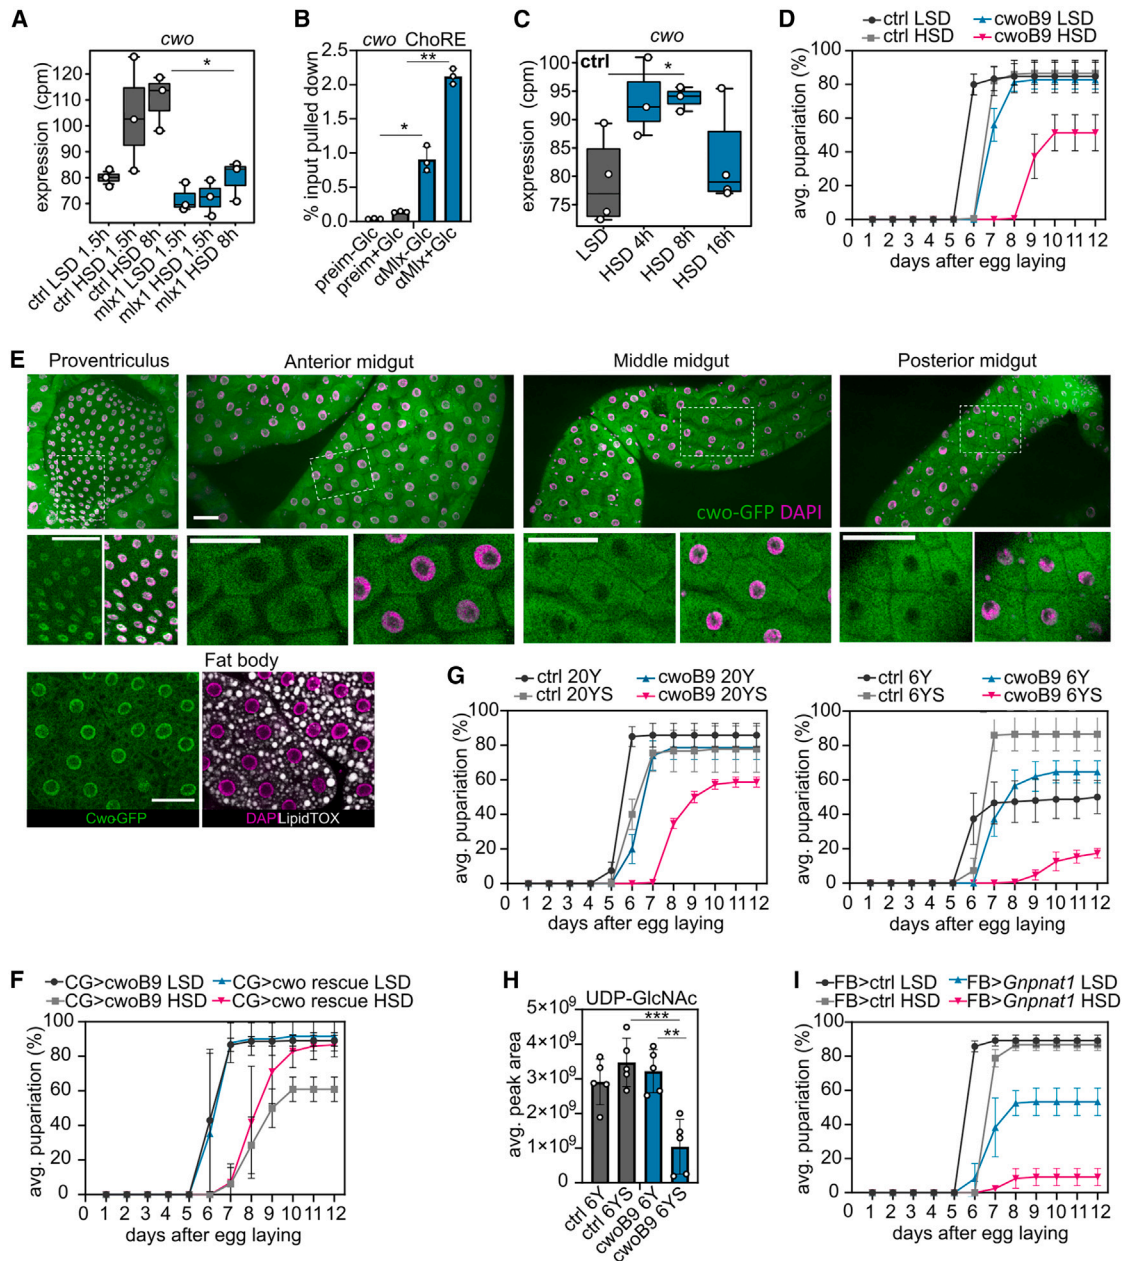 A
cwo
expression (cpm)
120
110
100
90
80
70
*
ctrl LSD 1.5h
ctrl HSD 1.5h
ctrl HSD 8h
mlx1 LSD 1.5h
mlx1 HSD 1.5h
mlx1 HSD 8h
B
cwo ChoRE
% input pulled down
2.5
2.0
1.5
1.0
0.5
0.0
*
**
preim-Glc
preim+Glc
αMlx-Glc
αMlx+Glc
C
cwo
ctrl
expression (cpm)
100
95
90
85
80
75
*
LSD
HSD 4h
HSD 8h
HSD 16h
D
ctrl LSD
ctrl HSD
cwoB9 LSD
cwoB9 HSD
avg. pupariation (%)
100
80
60
40
20
0
0 1 2 3 4 5 6 7 8 9 10 11 12
days after egg laying
E
Proventriculus
Anterior midgut
Middle midgut
Posterior midgut
cwo-GFP DAPI
Fat body
CwoGFP
DAPILipidTOX
G
ctrl 20Y
ctrl 20YS
cwoB9 20Y
cwoB9 20YS
avg. pupariation (%)
100
80
60
40
20
0
0 1 2 3 4 5 6 7 8 9 10 11 12
days after egg laying
ctrl 6Y
ctrl 6YS
cwoB9 6Y
cwoB9 6YS
avg. pupariation (%)
100
80
60
40
20
0
0 1 2 3 4 5 6 7 8 9 10 11 12
days after egg laying
F
CG>cwoB9 LSD
CG>cwoB9 HSD
CG>cwo rescue LSD
CG>cwo rescue HSD
avg. pupariation (%)
100
80
60
40
20
0
0 1 2 3 4 5 6 7 8 9 10 11 12
days after egg laying
H
UDP-GlcNAc
avg. peak area
5×10⁹
4×10⁹
3×10⁹
2×10⁹
1×10⁹
0
***
**
ctrl 6Y
ctrl 6YS
cwoB9 6Y
cwoB9 6YS
I
FB>ctrl LSD
FB>ctrl HSD
FB>Gnpnat1 LSD
FB>Gnpnat1 HSD
avg. pupariation (%)
100
80
60
40
20
0
0 1 2 3 4 5 6 7 8 9 10 11 12
days after egg laying